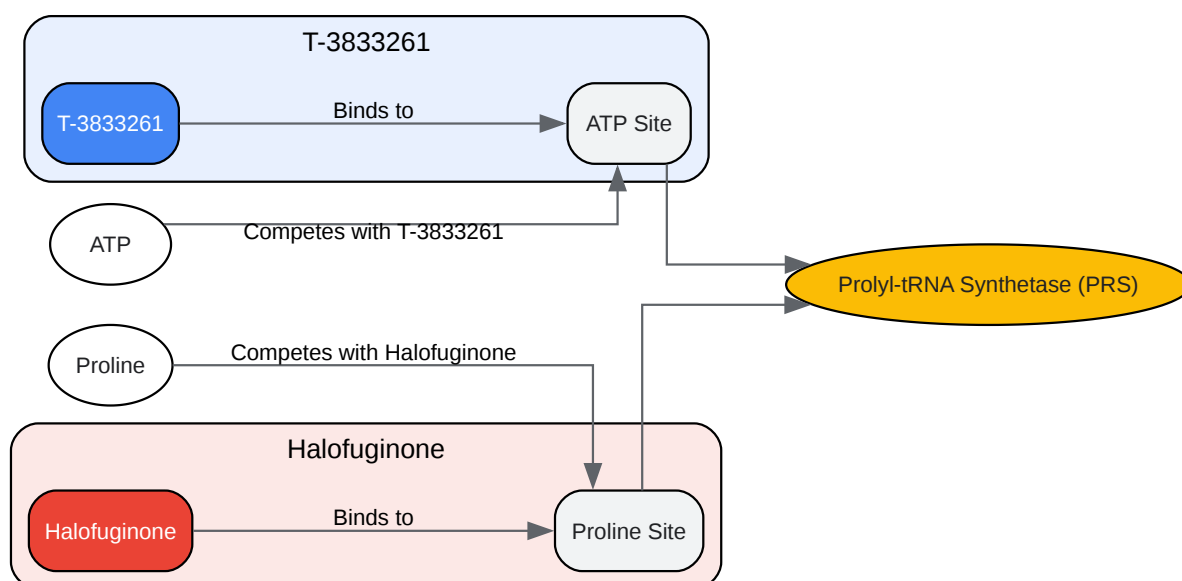 T-3833261
T-3833261
Binds to
ATP Site
ATP
Competes with T-3833261
Prolyl-tRNA Synthetase (PRS)
Proline
Competes with Halofuginone
Halofuginone
Halofuginone
Binds to
Proline Site